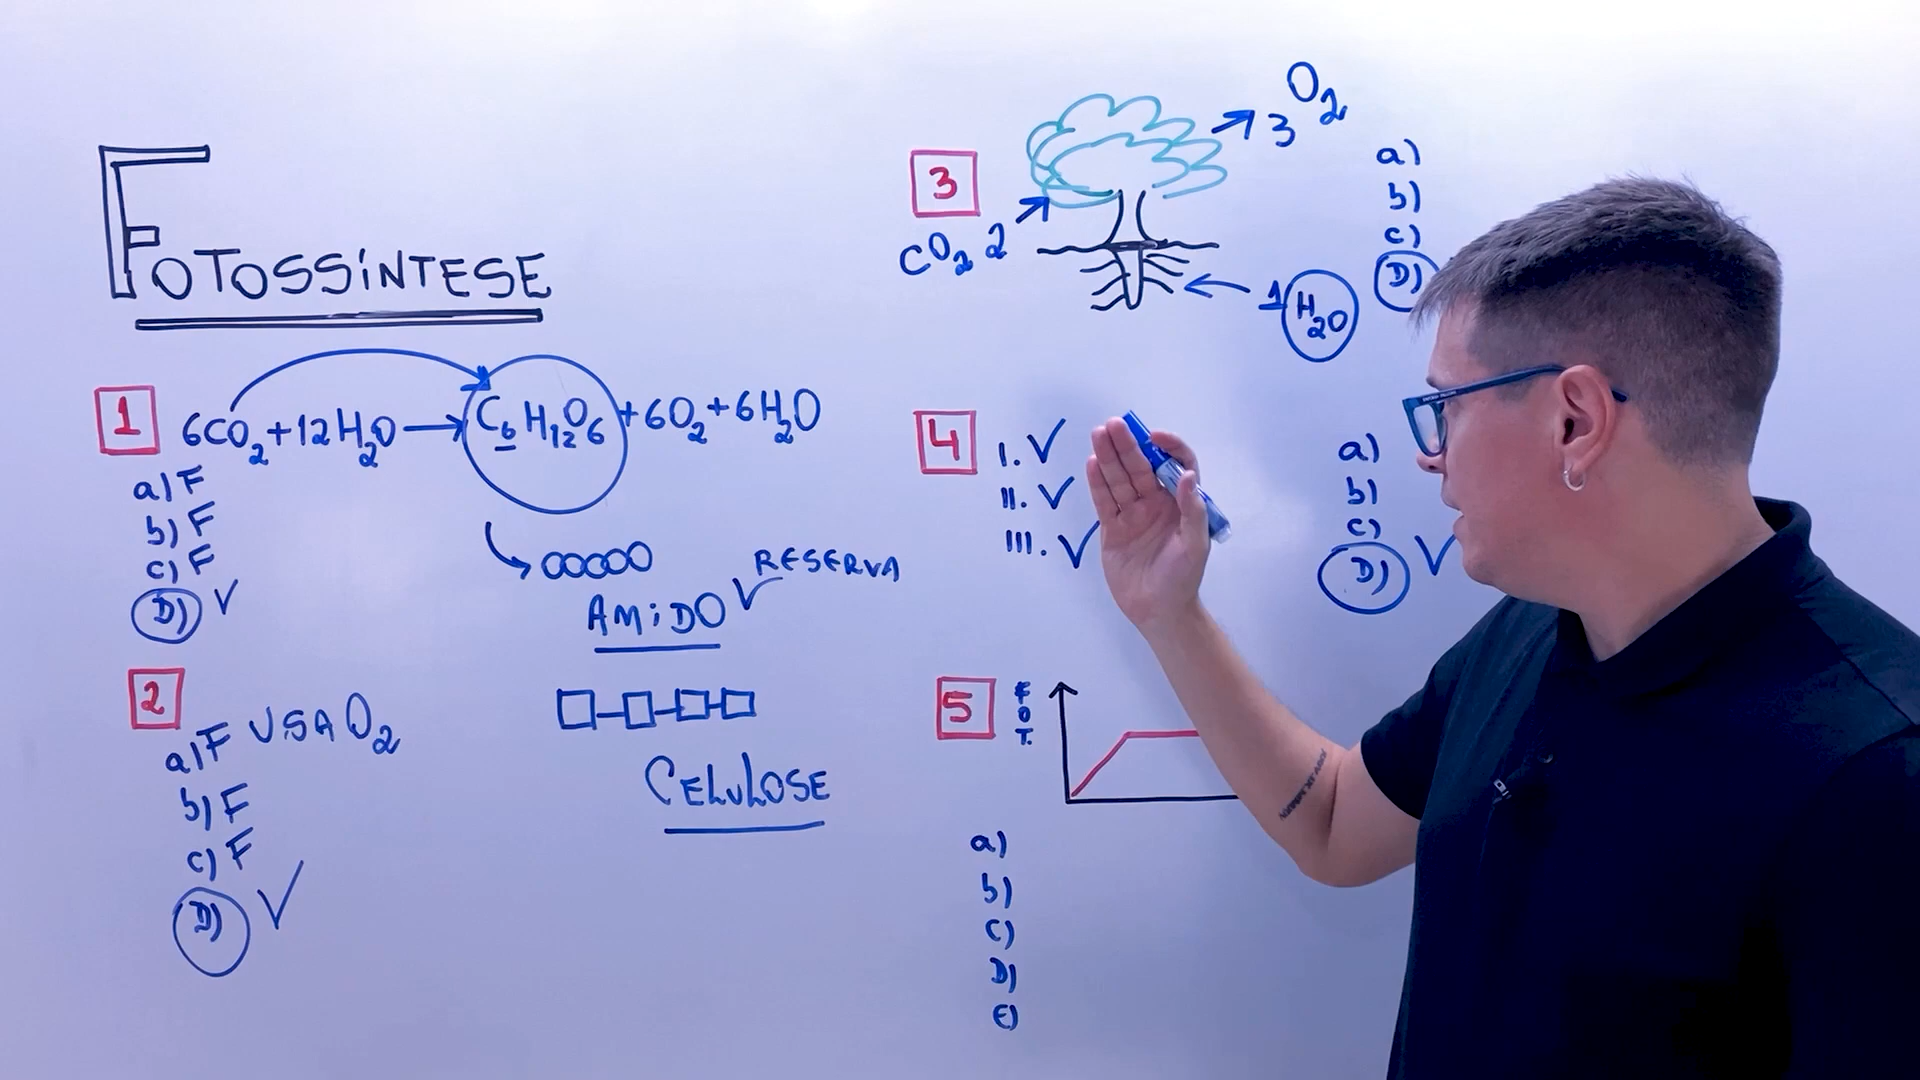 FOTOSSÍNTESE
1
6CO2+12H2O → C6H12O6 +6O2+6H2O
a) F
b) F
c) F
D) ✓
AMIDO ✓ RESERVA
2
a) F USA O2
b) F
c) F
D) ✓
CELULOSE
3
CO2 2
3 O2
1 H2O
a)
b)
c)
D)
4
I. ✓
II. ✓
III. ✓
a)
b)
c)
D) ✓
5
FOT.
a)
b)
C)
D)
E)